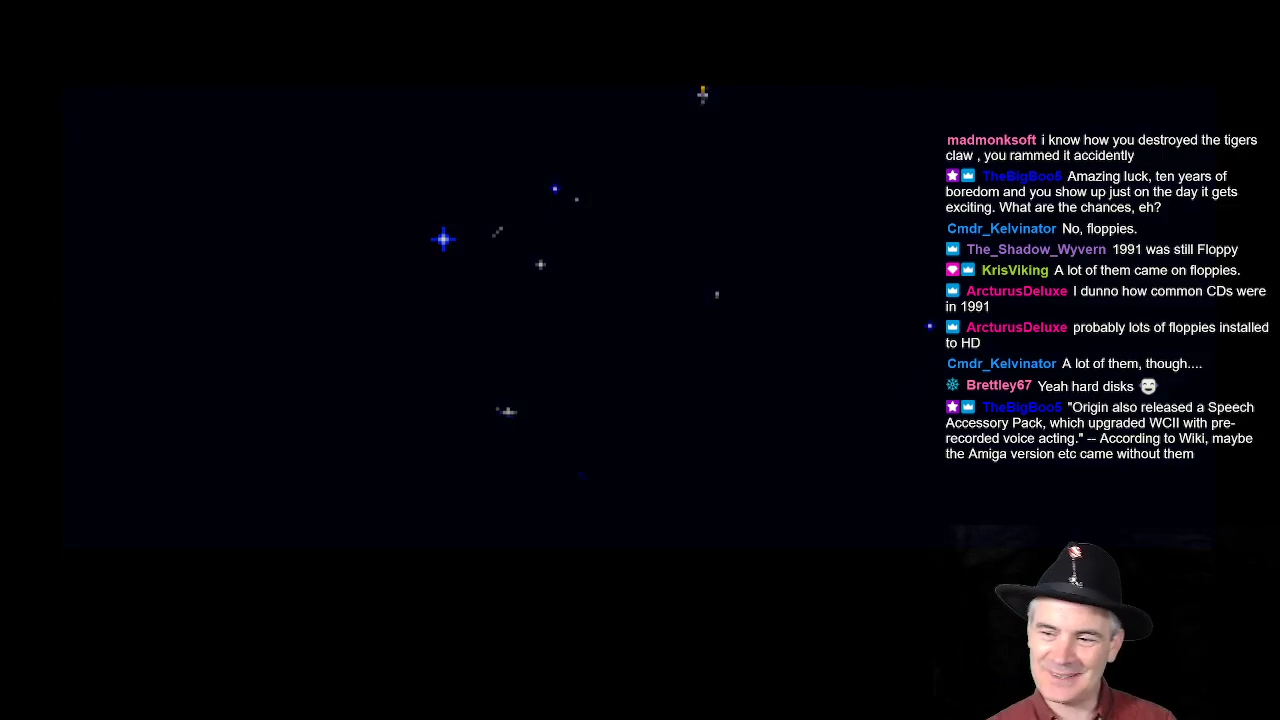 madmonksoft i know how you destroyed the tigers
claw , you rammed it accidently
TheBigBoo5 Amazing luck, ten years of
boredom and you show up just on the day it gets
exciting. What are the chances, eh?
Cmdr_Kelvinator No, floppies.
The_Shadow_Wyvern 1991 was still Floppy
KrisViking A lot of them came on floppies.
ArcturusDeluxe I dunno how common CDs were
in 1991
ArcturusDeluxe probably lots of floppies installed
to HD
Cmdr_Kelvinator A lot of them, though....
Brettley67 Yeah hard disks
TheBigBoo5 "Origin also released a Speech
Accessory Pack, which upgraded WCII with pre-
recorded voice acting." -- According to Wiki, maybe
the Amiga version etc came without them